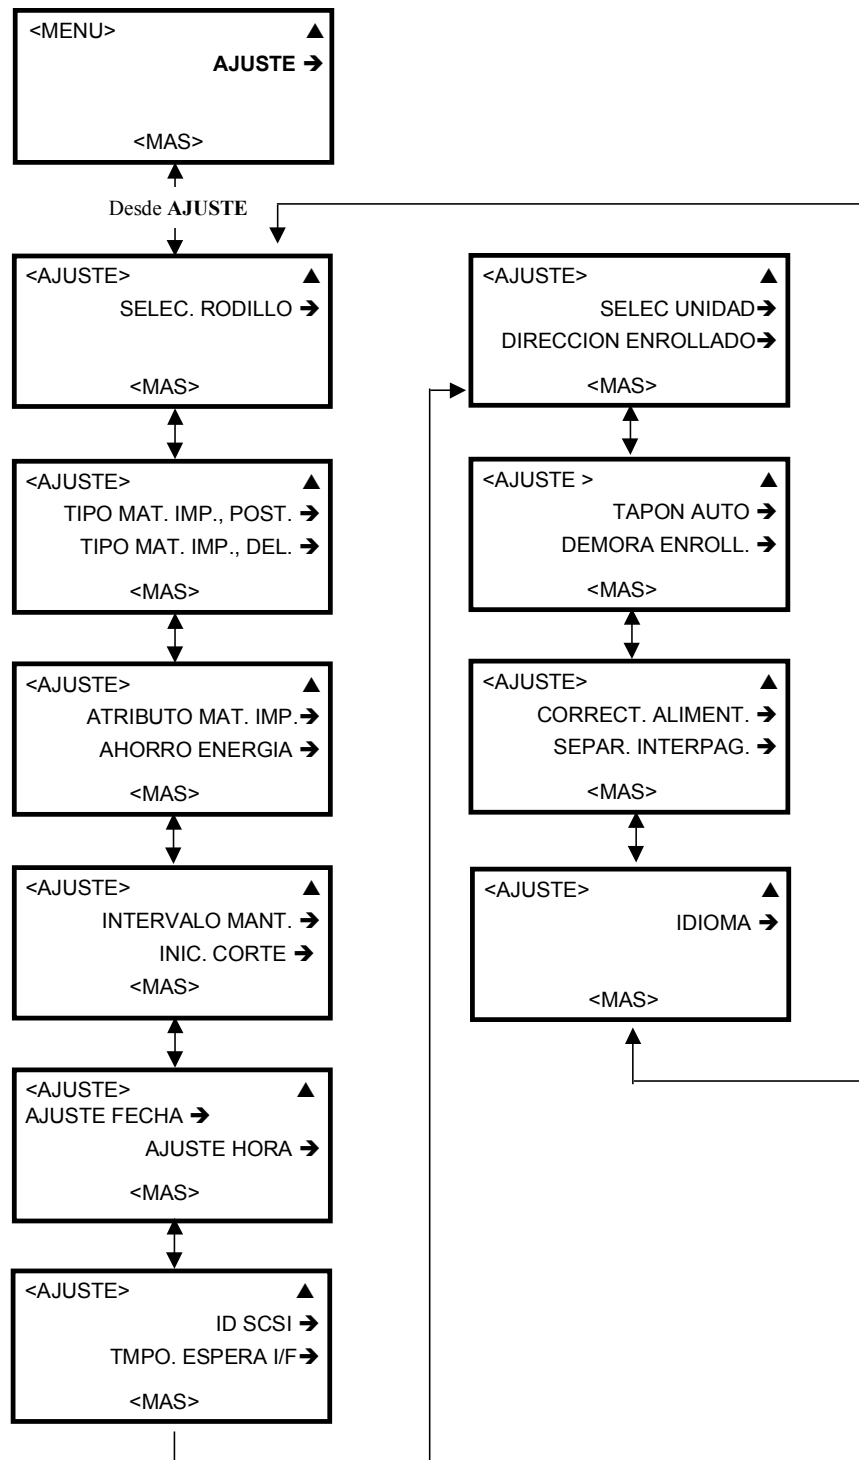 <MENU> ▲
AJUSTE ➔
<MAS>
Desde AJUSTE
<AJUSTE> ▲
SELEC. RODILLO ➔
<MAS>
<AJUSTE> ▲
TIPO MAT. IMP., POST. ➔
TIPO MAT. IMP., DEL. ➔
<MAS>
<AJUSTE> ▲
ATRIBUTO MAT. IMP.➔
AHORRO ENERGIA ➔
<MAS>
<AJUSTE> ▲
INTERVALO MANT. ➔
INIC. CORTE ➔
<MAS>
<AJUSTE> ▲
AJUSTE FECHA ➔
AJUSTE HORA ➔
<MAS>
<AJUSTE> ▲
ID SCSI ➔
TMPO. ESPERA I/F➔
<MAS>
<AJUSTE> ▲
SELEC UNIDAD➔
DIRECCION ENROLLADO➔
<MAS>
<AJUSTE > ▲
TAPON AUTO ➔
DEMORA ENROLL. ➔
<MAS>
<AJUSTE> ▲
CORRECT. ALIMENT. ➔
SEPAR. INTERPAG. ➔
<MAS>
<AJUSTE> ▲
IDIOMA ➔
<MAS>